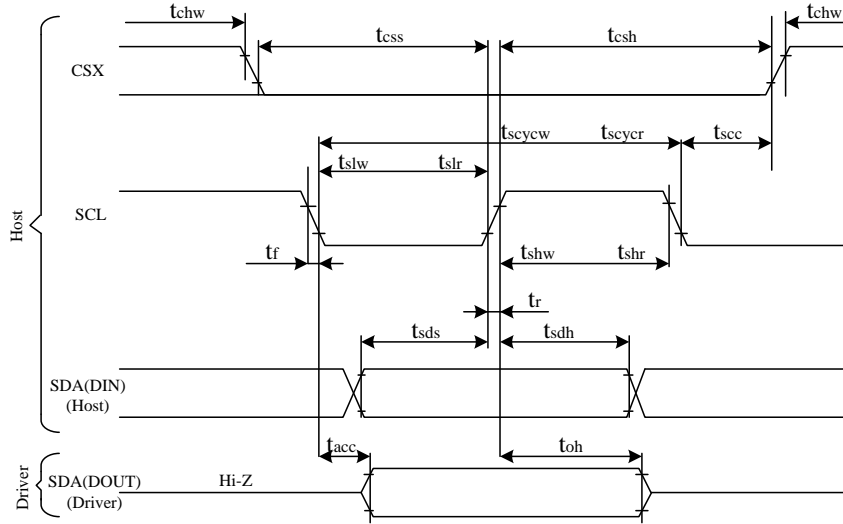 tchw
tchw
tcss
tcsh
CSX
tscycw
tscycr
tscc
tslw
tslr
SCL
Host
tf
tshw
tshr
tr
tsds
tsdh
SDA(DIN)
(Host)
tacc
toh
Driver
SDA(DOUT)
(Driver)
Hi-Z